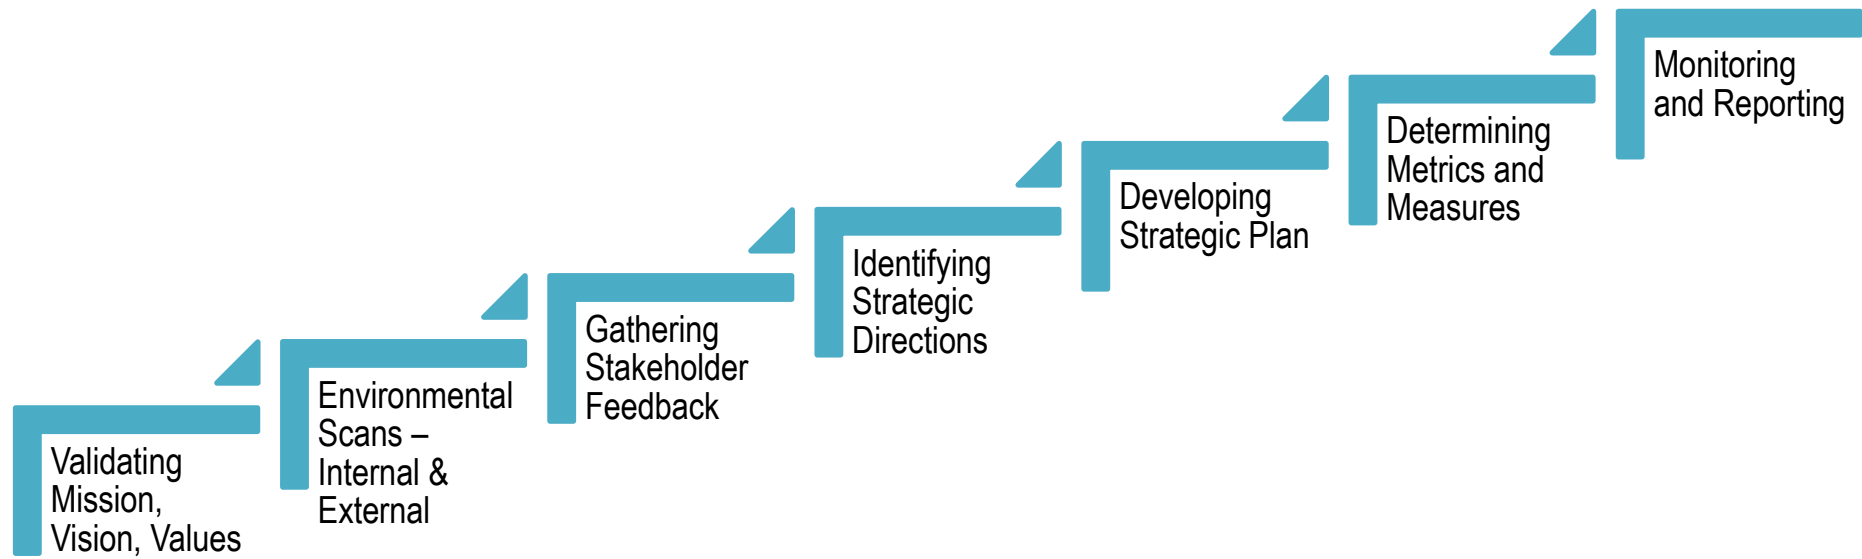 Validating
Mission,
Vision, Values
Environmental
Scans –
Internal &
External
Gathering
Stakeholder
Feedback
Identifying
Strategic
Directions
Developing
Strategic Plan
Determining
Metrics and
Measures
Monitoring
and Reporting